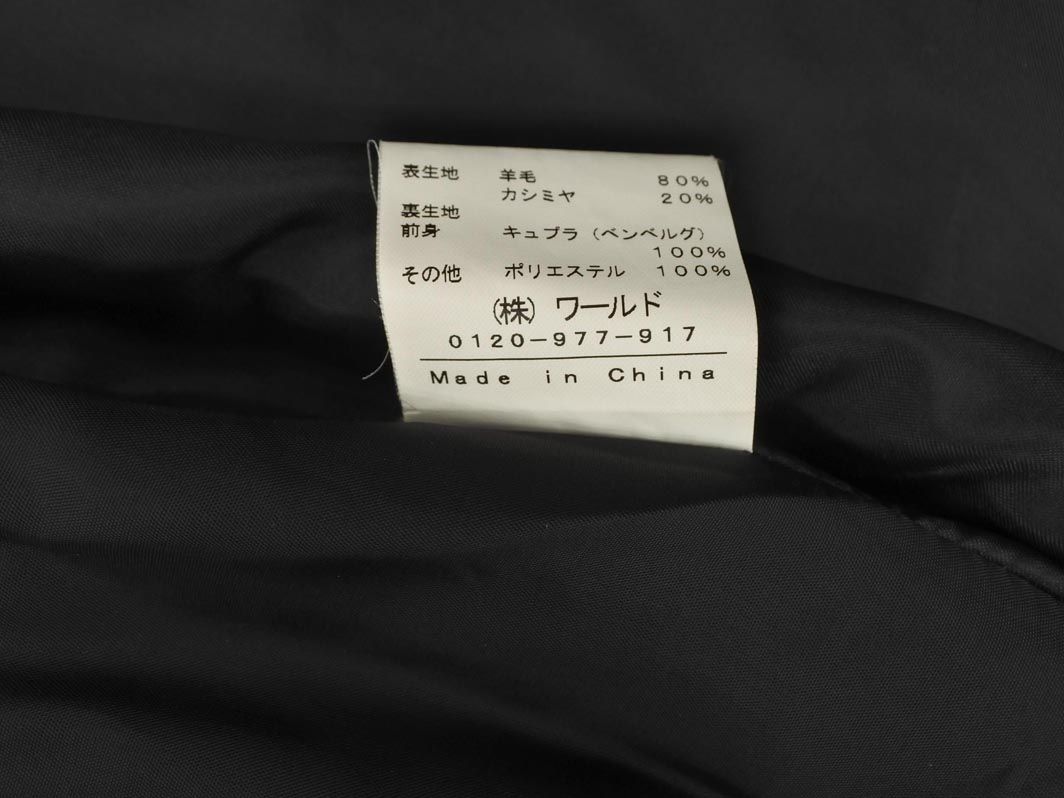 表生地 羊毛 80%
カシミヤ 20%
裏生地
前身 キュプラ（ベンベルグ）
100%
その他 ポリエステル 100%
（株）ワールド
0120-977-917
Made in China